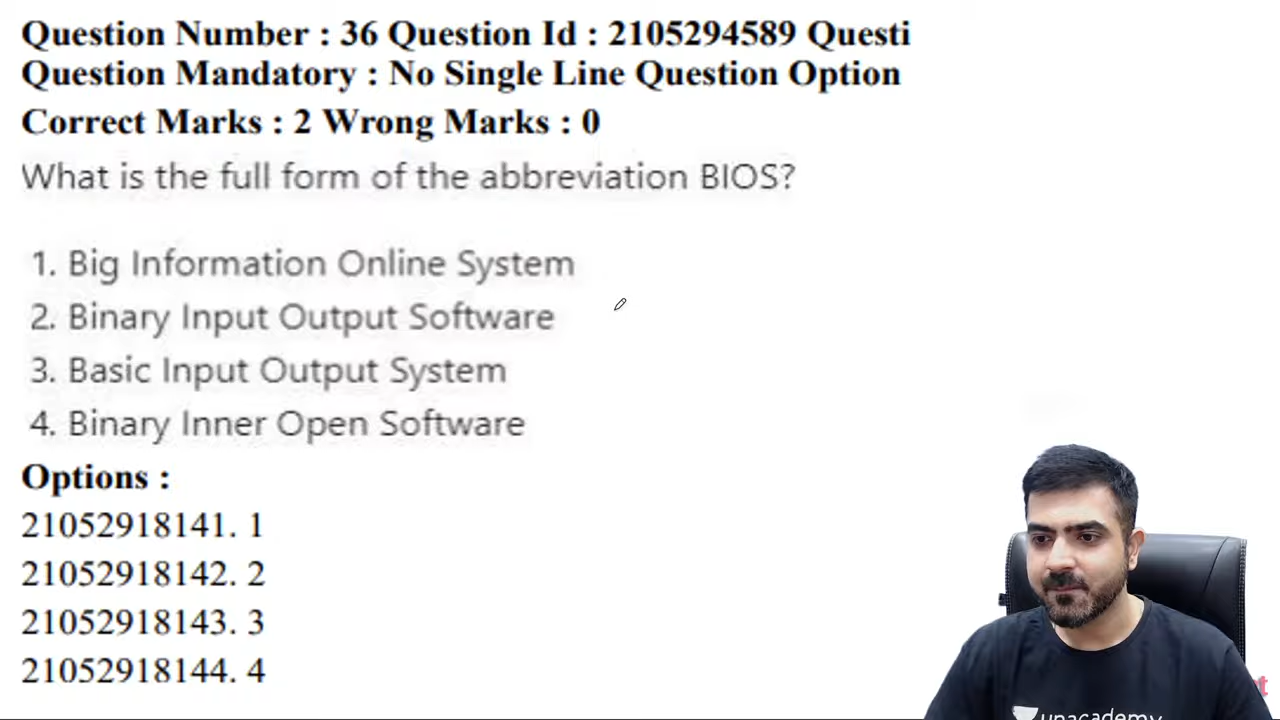 Question Number : 36 Question Id : 2105294589 Questi
Question Mandatory : No Single Line Question Option
Correct Marks : 2 Wrong Marks : 0
What is the full form of the abbreviation BIOS?
1. Big Information Online System
2. Binary Input Output Software
3. Basic Input Output System
4. Binary Inner Open Software
Options :
21052918141. 1
21052918142. 2
21052918143. 3
21052918144. 4
unacademy